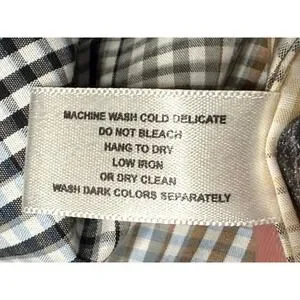 MACHINE WASH COLD DELICATE
DO NOT BLEACH
HANG TO DRY
LOW IRON
OR DRY CLEAN
WASH DARK COLORS SEPARATELY